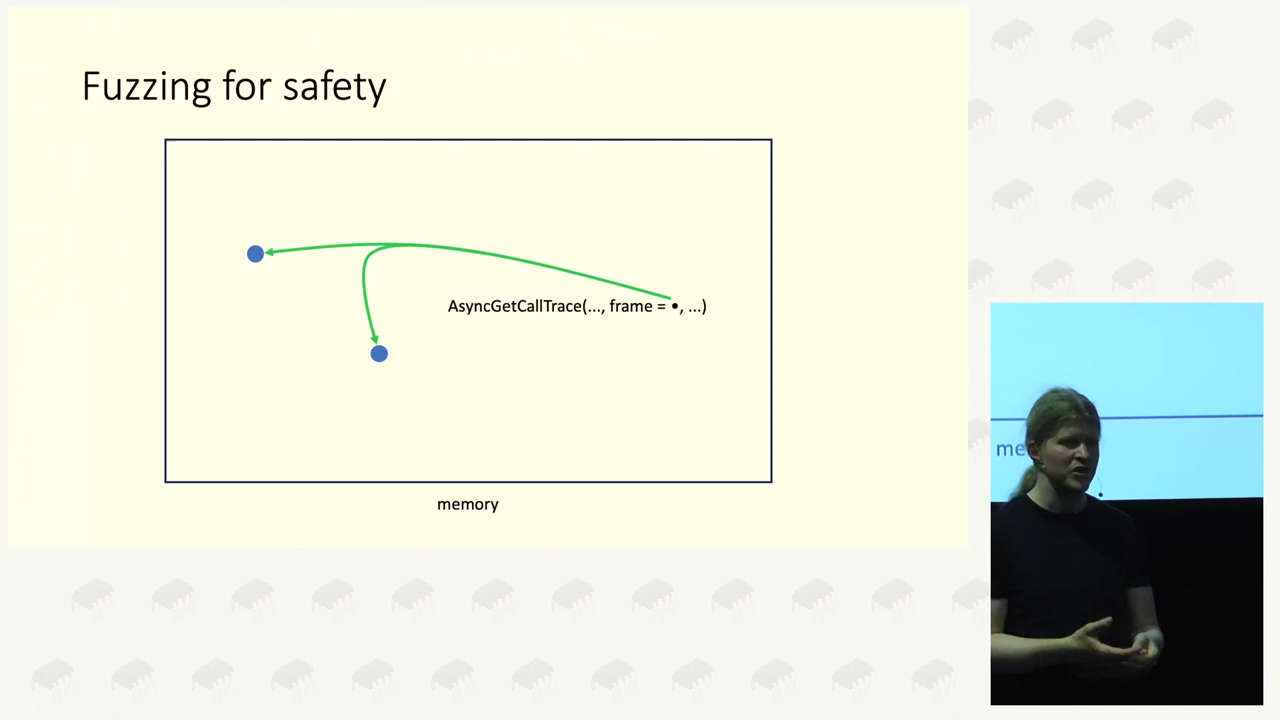 Fuzzing for safety
AsyncGetCallTrace(..., frame = •, ...)
memory
me